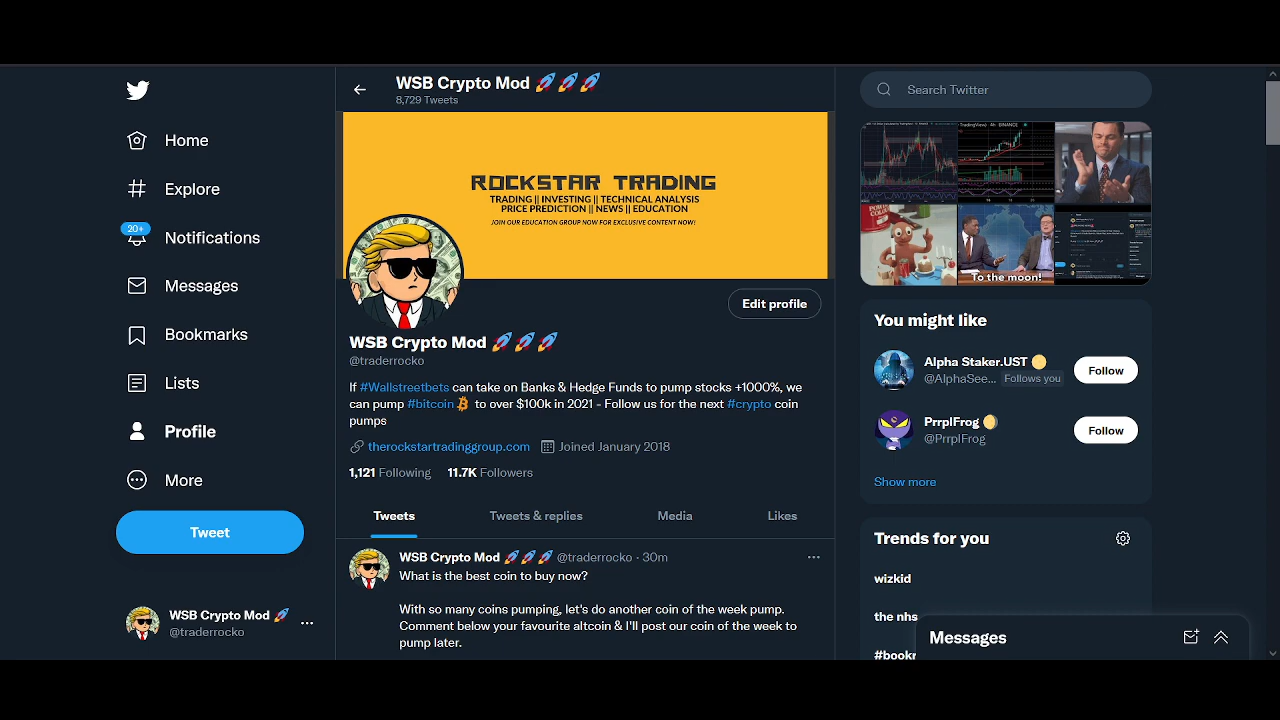 WSB Crypto Mod 🚀🚀🚀
8,729 Tweets
Home
Explore
20+
Notifications
Messages
Bookmarks
Lists
Profile
More
Tweet
WSB Crypto Mod 🚀
@traderrocko
ROCKSTAR TRADING
TRADING || INVESTING || TECHNICAL ANALYSIS
PRICE PREDICTION || NEWS || EDUCATION
JOIN OUR EDUCATION GROUP NOW FOR EXCLUSIVE CONTENT NOW!
Edit profile
WSB Crypto Mod 🚀🚀🚀
@traderrocko
If #Wallstreetbets can take on Banks & Hedge Funds to pump stocks +1000%, we
can pump #bitcoin to over $100k in 2021 - Follow us for the next #crypto coin
pumps
therockstartradinggroup.com Joined January 2018
1,121 Following 11.7K Followers
Tweets Tweets & replies Media Likes
WSB Crypto Mod 🚀🚀🚀 @traderrocko · 30m
What is the best coin to buy now?
With so many coins pumping, let's do another coin of the week pump.
Comment below your favourite altcoin & I'll post our coin of the week to
pump later.
Search Twitter
To the moon!
You might like
Alpha Staker.UST 🌕
@AlphaSee... Follows you
Follow
PrrplFrog 🌖
@PrrplFrog
Follow
Show more
Trends for you
wizkid
the nhs
Messages